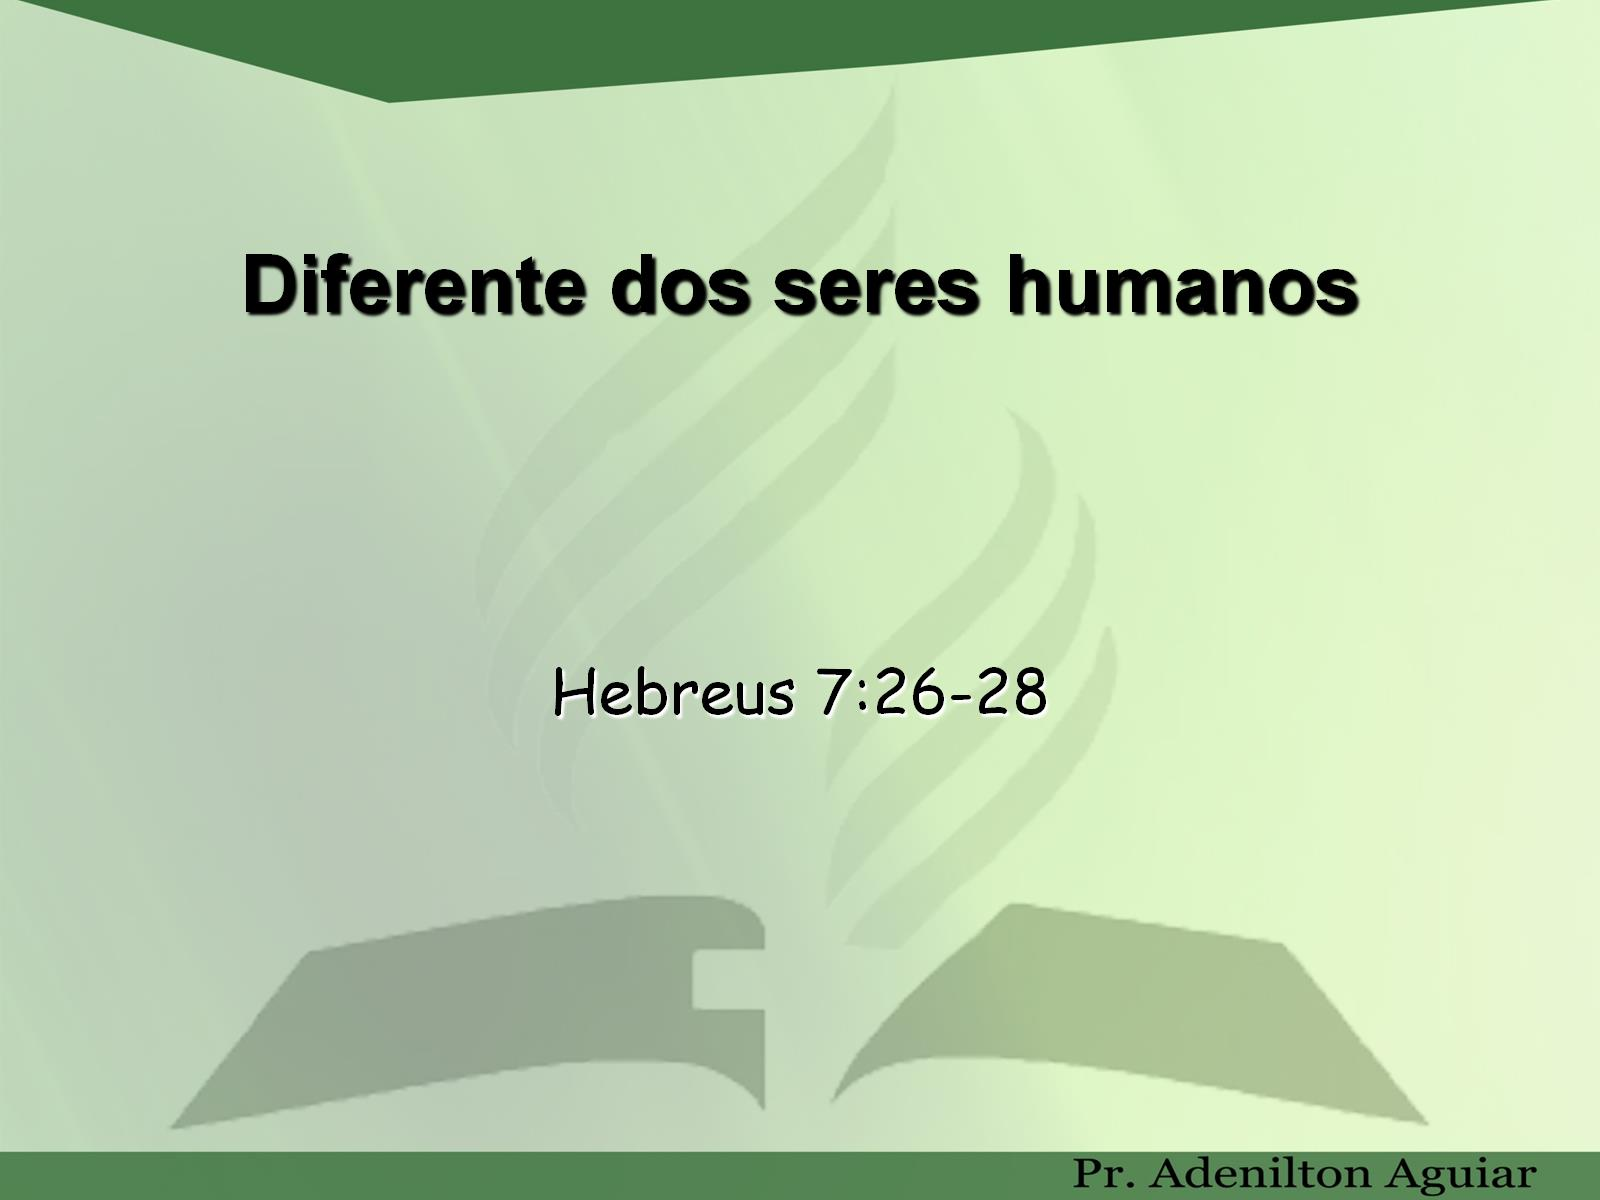 Diferente dos seres humanos
Hebreus 7:26-28
Pr. Adenilton Aguiar